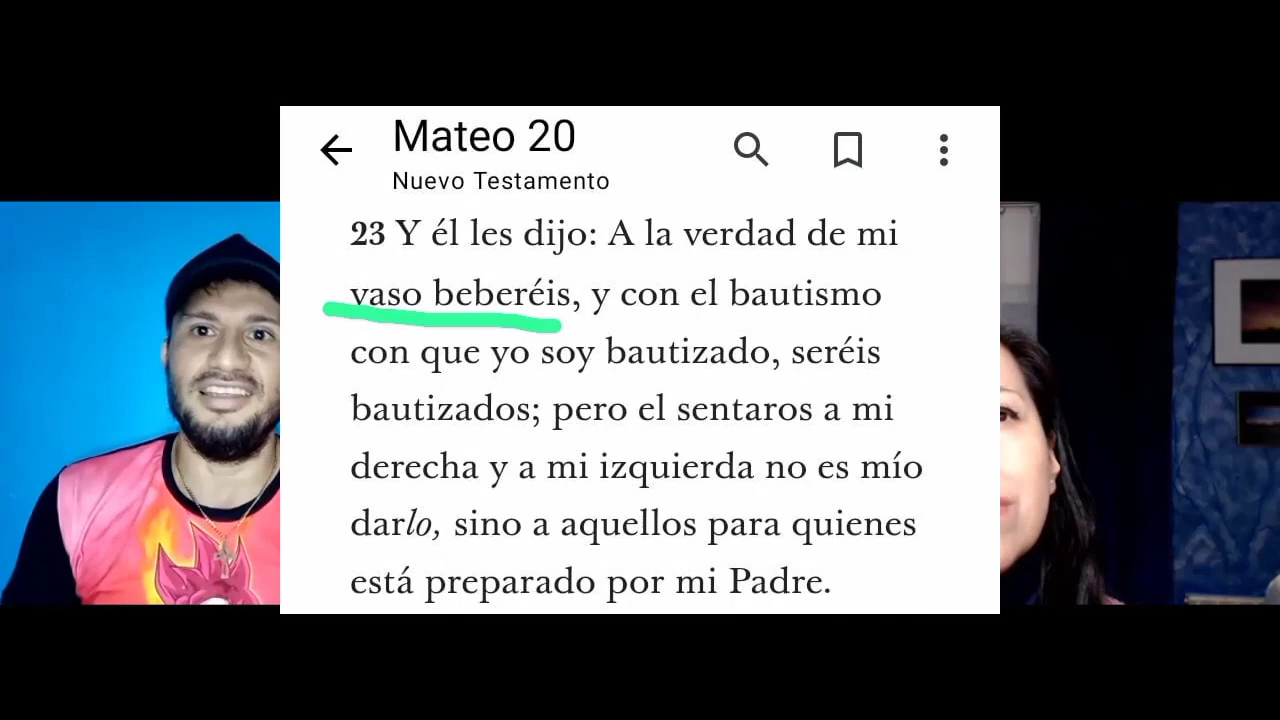 Mateo 20
Nuevo Testamento
23 Y él les dijo: A la verdad de mi
vaso beberéis, y con el bautismo
con que yo soy bautizado, seréis
bautizados; pero el sentaros a mi
derecha y a mi izquierda no es mío
darlo, sino a aquellos para quienes
está preparado por mi Padre.